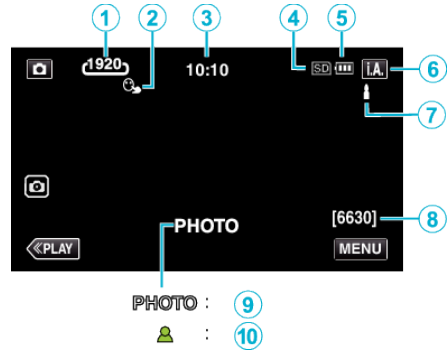 1 2 3 4 5
1920 10:10 SD i.A. 6
7
[6630] 8
PHOTO
≪PLAY MENU
PHOTO : 9
: 10